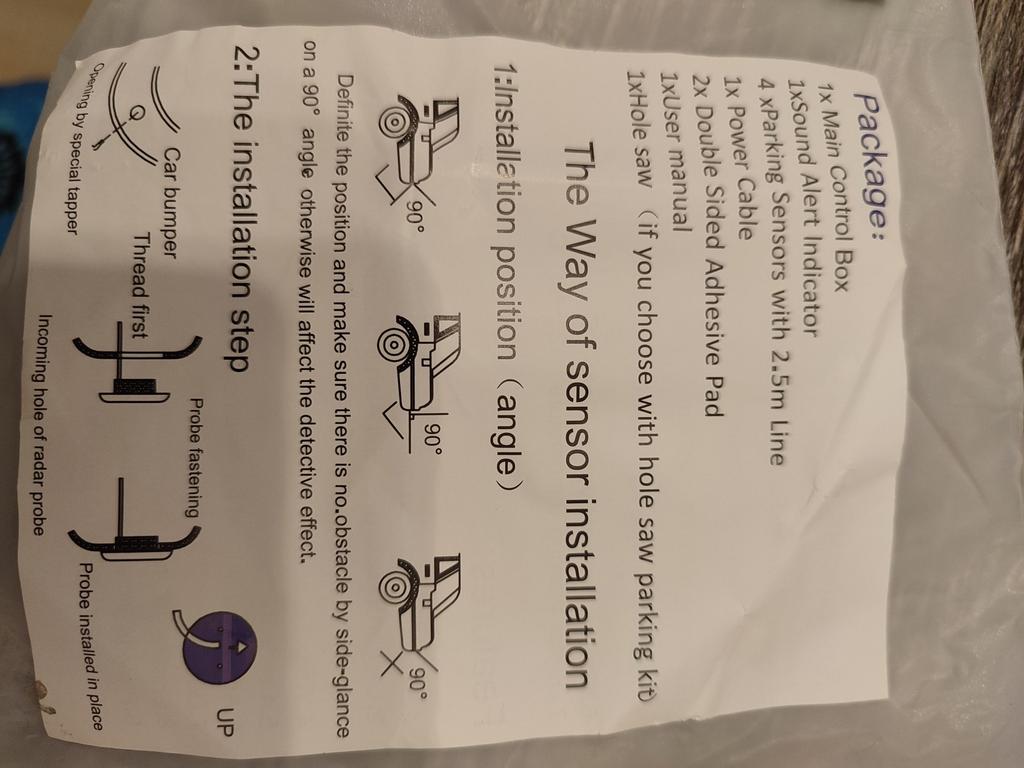 Package:
1x Main Control Box
1xSound Alert Indicator
4 xParking Sensors with 2.5m Line
1x Power Cable
2x Double Sided Adhesive Pad
1xUser manual
1xHole saw （if you choose with hole saw parking kit）
The Way of sensor installation
1:Installation position（angle）
90°
90°
90°
Definite the position and make sure there is no.obstacle by side-glance
on a 90° angle otherwise will affect the detective effect.
2:The installation step
Car bumper
Opening by special tapper
Thread first
Incoming hole of radar probe
Probe fastening
Probe installed in place
UP